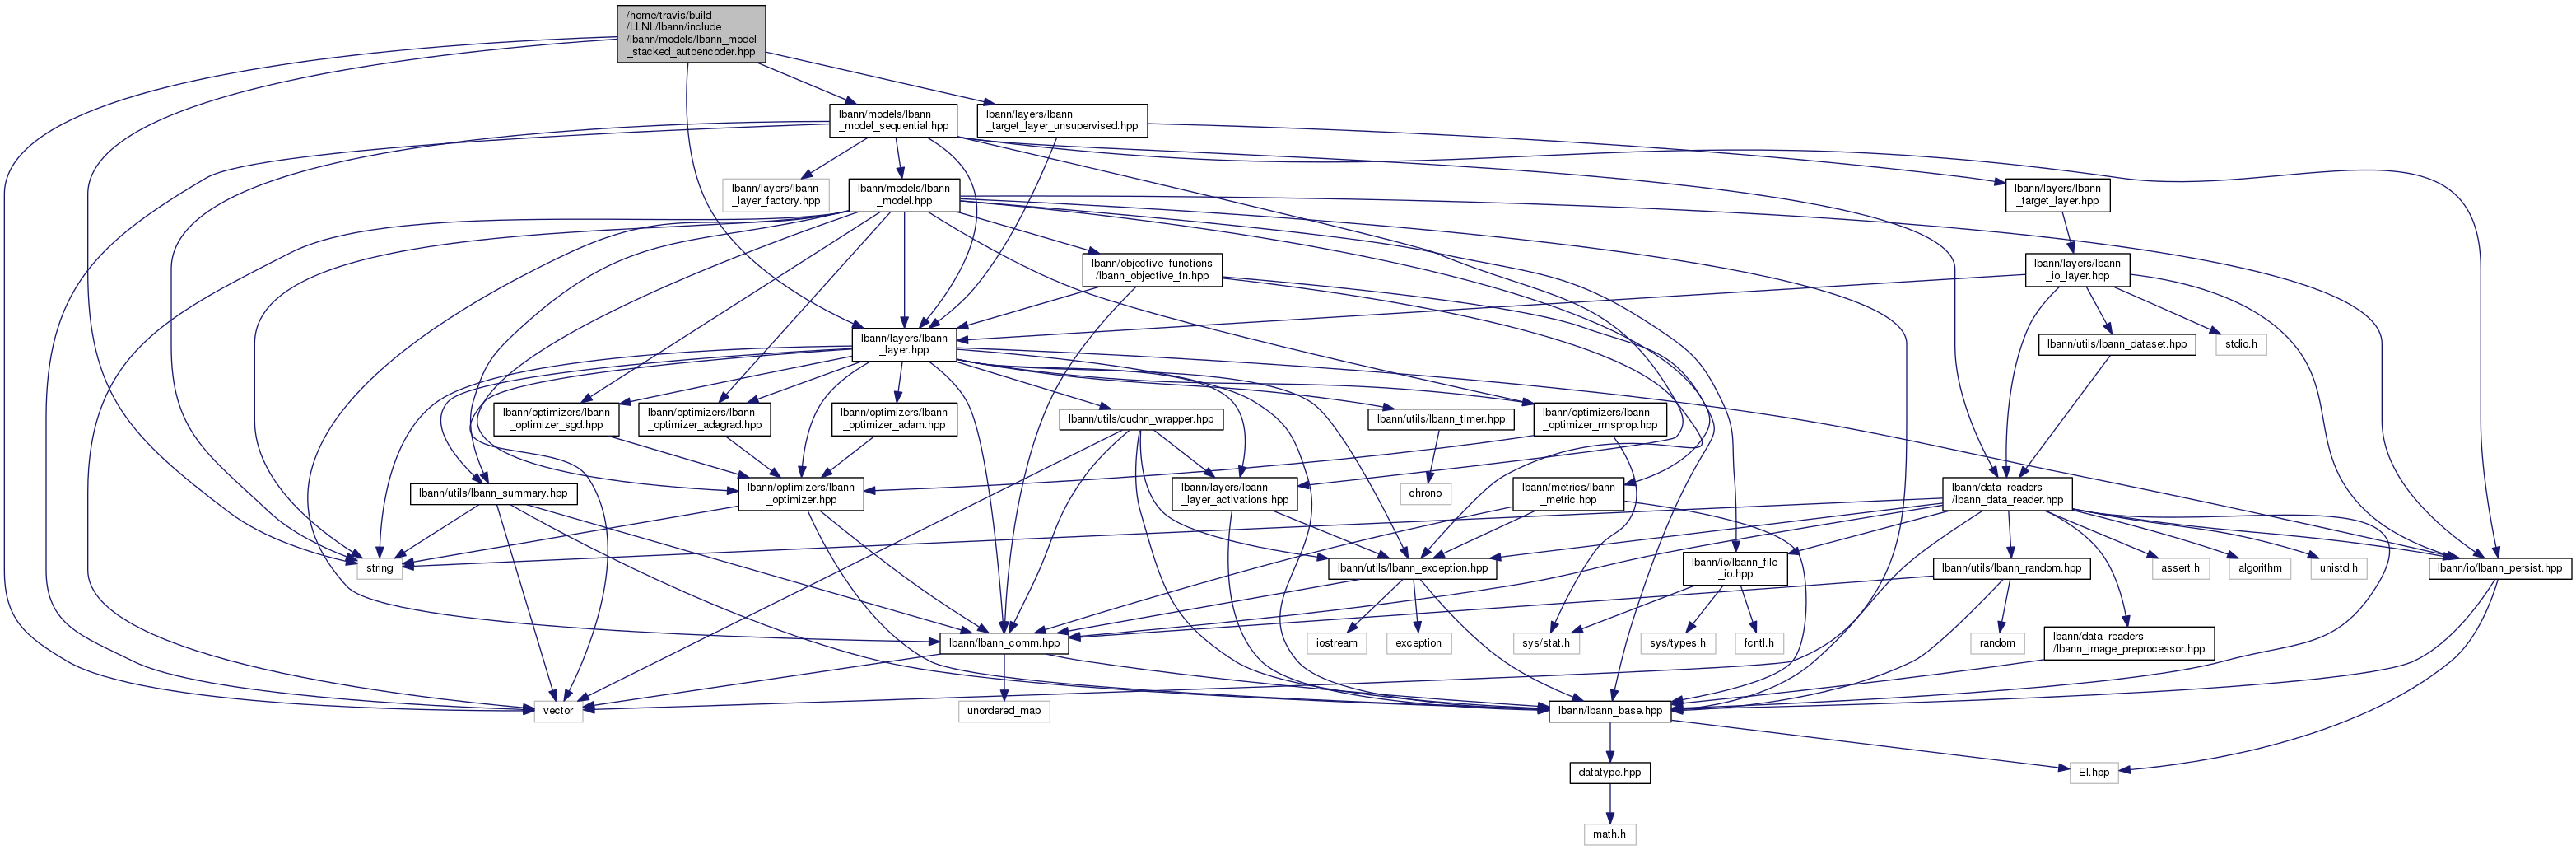 /home/travis/build
/LLNL/lbann/include
/lbann/models/lbann_model
_stacked_autoencoder.hpp
lbann/models/lbann
_model_sequential.hpp
lbann/layers/lbann
_target_layer_unsupervised.hpp
lbann/layers/lbann
_layer_factory.hpp
lbann/models/lbann
_model.hpp
lbann/layers/lbann
_target_layer.hpp
lbann/objective_functions
/lbann_objective_fn.hpp
lbann/layers/lbann
_io_layer.hpp
lbann/layers/lbann
_layer.hpp
lbann/utils/lbann_dataset.hpp
stdio.h
lbann/optimizers/lbann
_optimizer_sgd.hpp
lbann/optimizers/lbann
_optimizer_adagrad.hpp
lbann/optimizers/lbann
_optimizer_adam.hpp
lbann/utils/cudnn_wrapper.hpp
lbann/utils/lbann_timer.hpp
lbann/optimizers/lbann
_optimizer_rmsprop.hpp
lbann/utils/lbann_summary.hpp
lbann/optimizers/lbann
_optimizer.hpp
lbann/layers/lbann
_layer_activations.hpp
chrono
lbann/metrics/lbann
_metric.hpp
lbann/data_readers
/lbann_data_reader.hpp
string
lbann/utils/lbann_exception.hpp
lbann/io/lbann_file
_io.hpp
lbann/utils/lbann_random.hpp
assert.h
algorithm
unistd.h
lbann/io/lbann_persist.hpp
lbann/lbann_comm.hpp
iostream
exception
sys/stat.h
sys/types.h
fcntl.h
random
lbann/data_readers
/lbann_image_preprocessor.hpp
vector
unordered_map
lbann/lbann_base.hpp
datatype.hpp
El.hpp
math.h